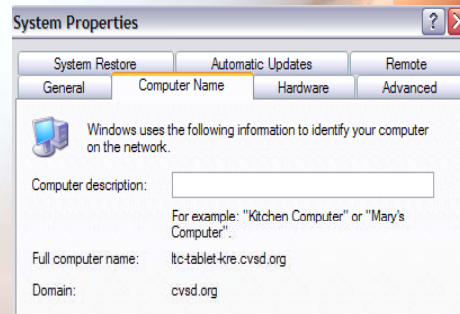 System Properties
System Restore Automatic Updates Remote
General Computer Name Hardware Advanced
Windows uses the following information to identify your computer
on the network.
Computer description:
For example: "Kitchen Computer" or "Mary's
Computer".
Full computer name: ltc-tablet-kre.cvsd.org
Domain: cvsd.org